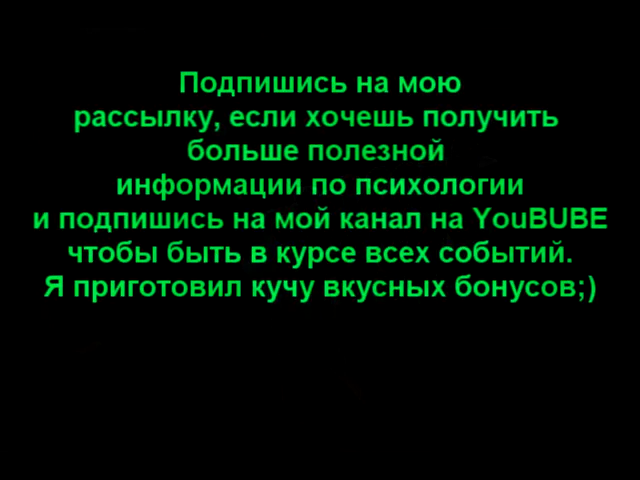 Подпишись на мою
рассылку, если хочешь получить
больше полезной
информации по психологии
и подпишись на мой канал на YouBUBE
чтобы быть в курсе всех событий.
Я приготовил кучу вкусных бонусов;)